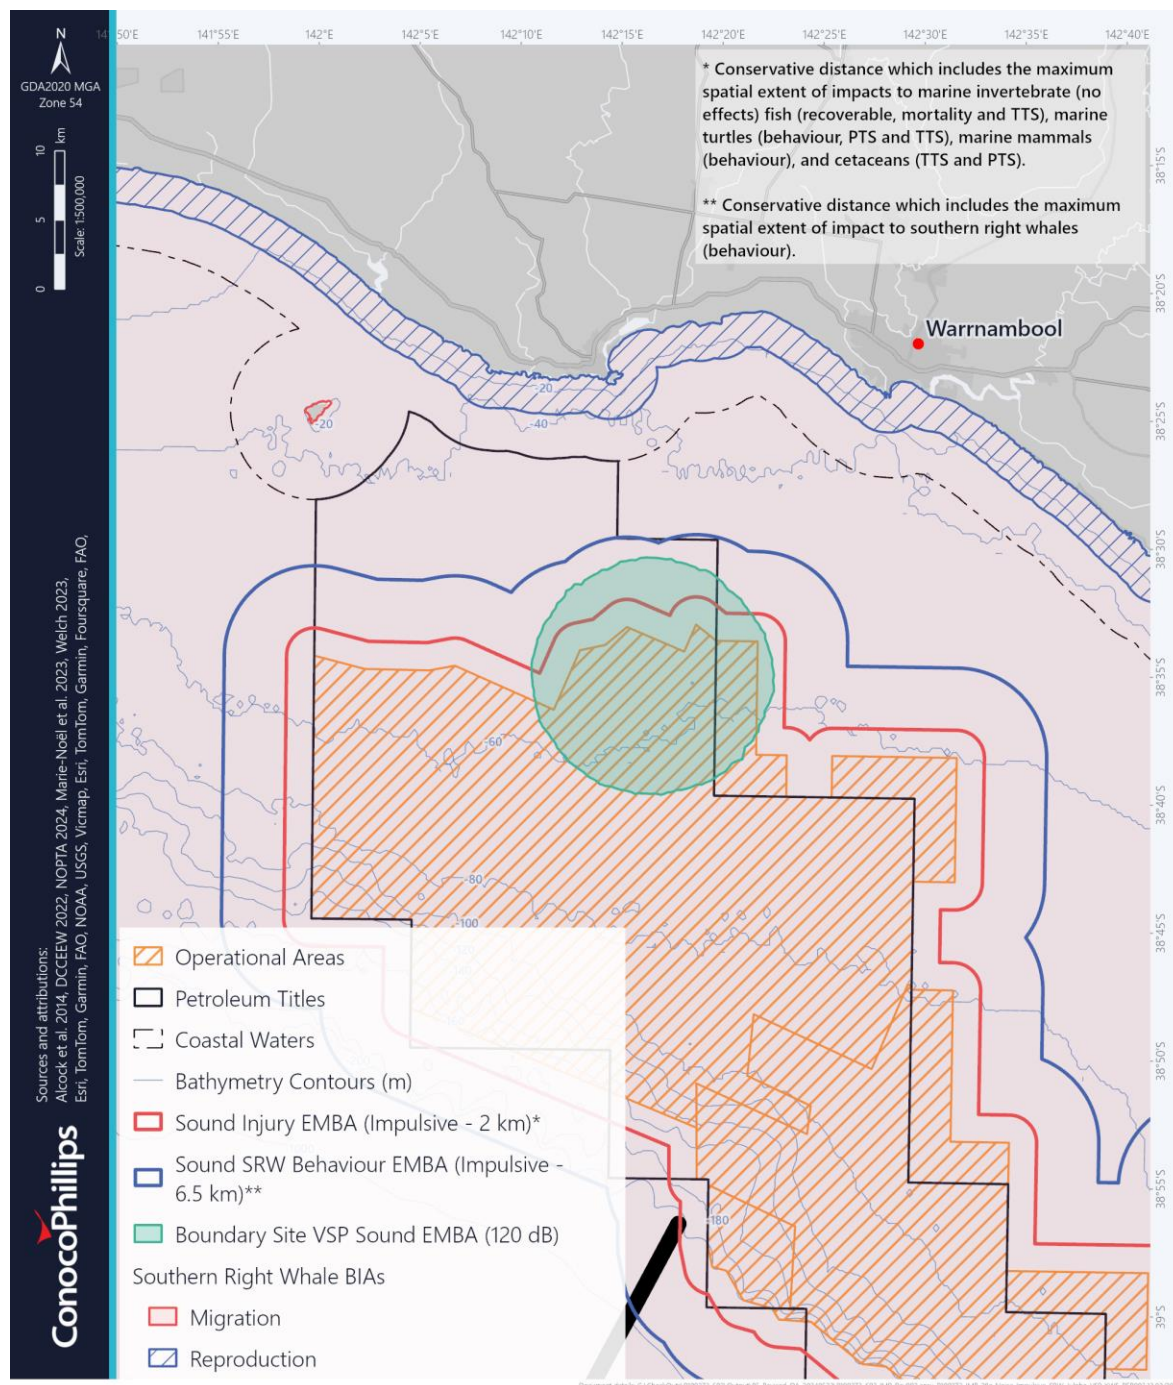 N
GDA2020 MGA
Zone 54
0 5 10 km
Scale: 1:500,000
Sources and attributions:
Alcock et al. 2014, DCCEEW 2022, NOPTA 2024, Marie-Noël et al. 2023, Welch 2023,
Esri, TomTom, Garmin, FAO, NOAA, USGS, Vicmap, Esri, TomTom, Garmin, Foursquare, FAO,
ConocoPhillips
141°50'E 141°55'E 142°E 142°5'E 142°10'E 142°15'E 142°20'E 142°25'E 142°30'E 142°35'E 142°40'E
* Conservative distance which includes the maximum
spatial extent of impacts to marine invertebrate (no
effects) fish (recoverable, mortality and TTS), marine
turtles (behaviour, PTS and TTS), marine mammals
(behaviour), and cetaceans (TTS and PTS).
** Conservative distance which includes the maximum
spatial extent of impact to southern right whales
(behaviour).
38°15'S
38°20'S
Warrnambool
-20
38°25'S
-20
-40
38°30'S
38°35'S
-60
38°40'S
-80
-100
38°45'S
38°50'S
38°55'S
-180
39°S
Operational Areas
Petroleum Titles
Coastal Waters
Bathymetry Contours (m)
Sound Injury EMBA (Impulsive - 2 km)*
Sound SRW Behaviour EMBA (Impulsive -
6.5 km)**
Boundary Site VSP Sound EMBA (120 dB)
Southern Right Whale BIAs
Migration
Reproduction